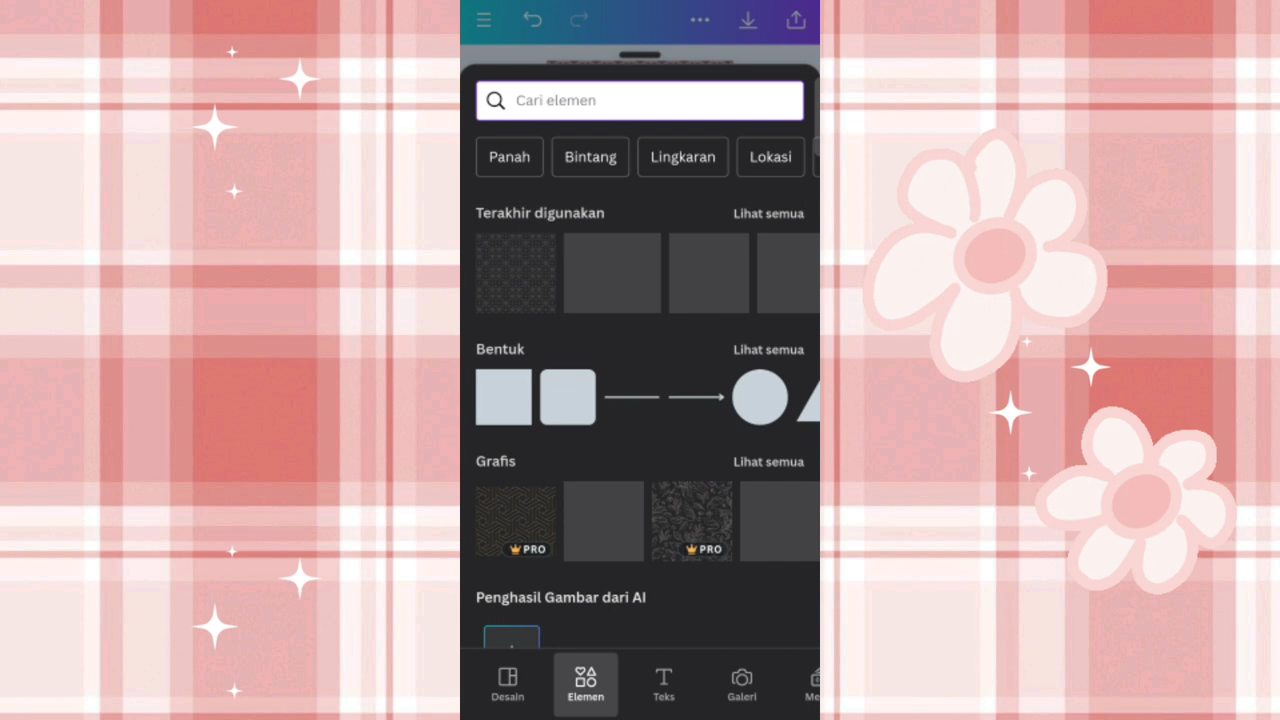 Cari elemen
Panah Bintang Lingkaran Lokasi
Terakhir digunakan Lihat semua
Bentuk Lihat semua
Grafis Lihat semua
PRO PRO
Penghasil Gambar dari AI
Desain Elemen Teks Galeri